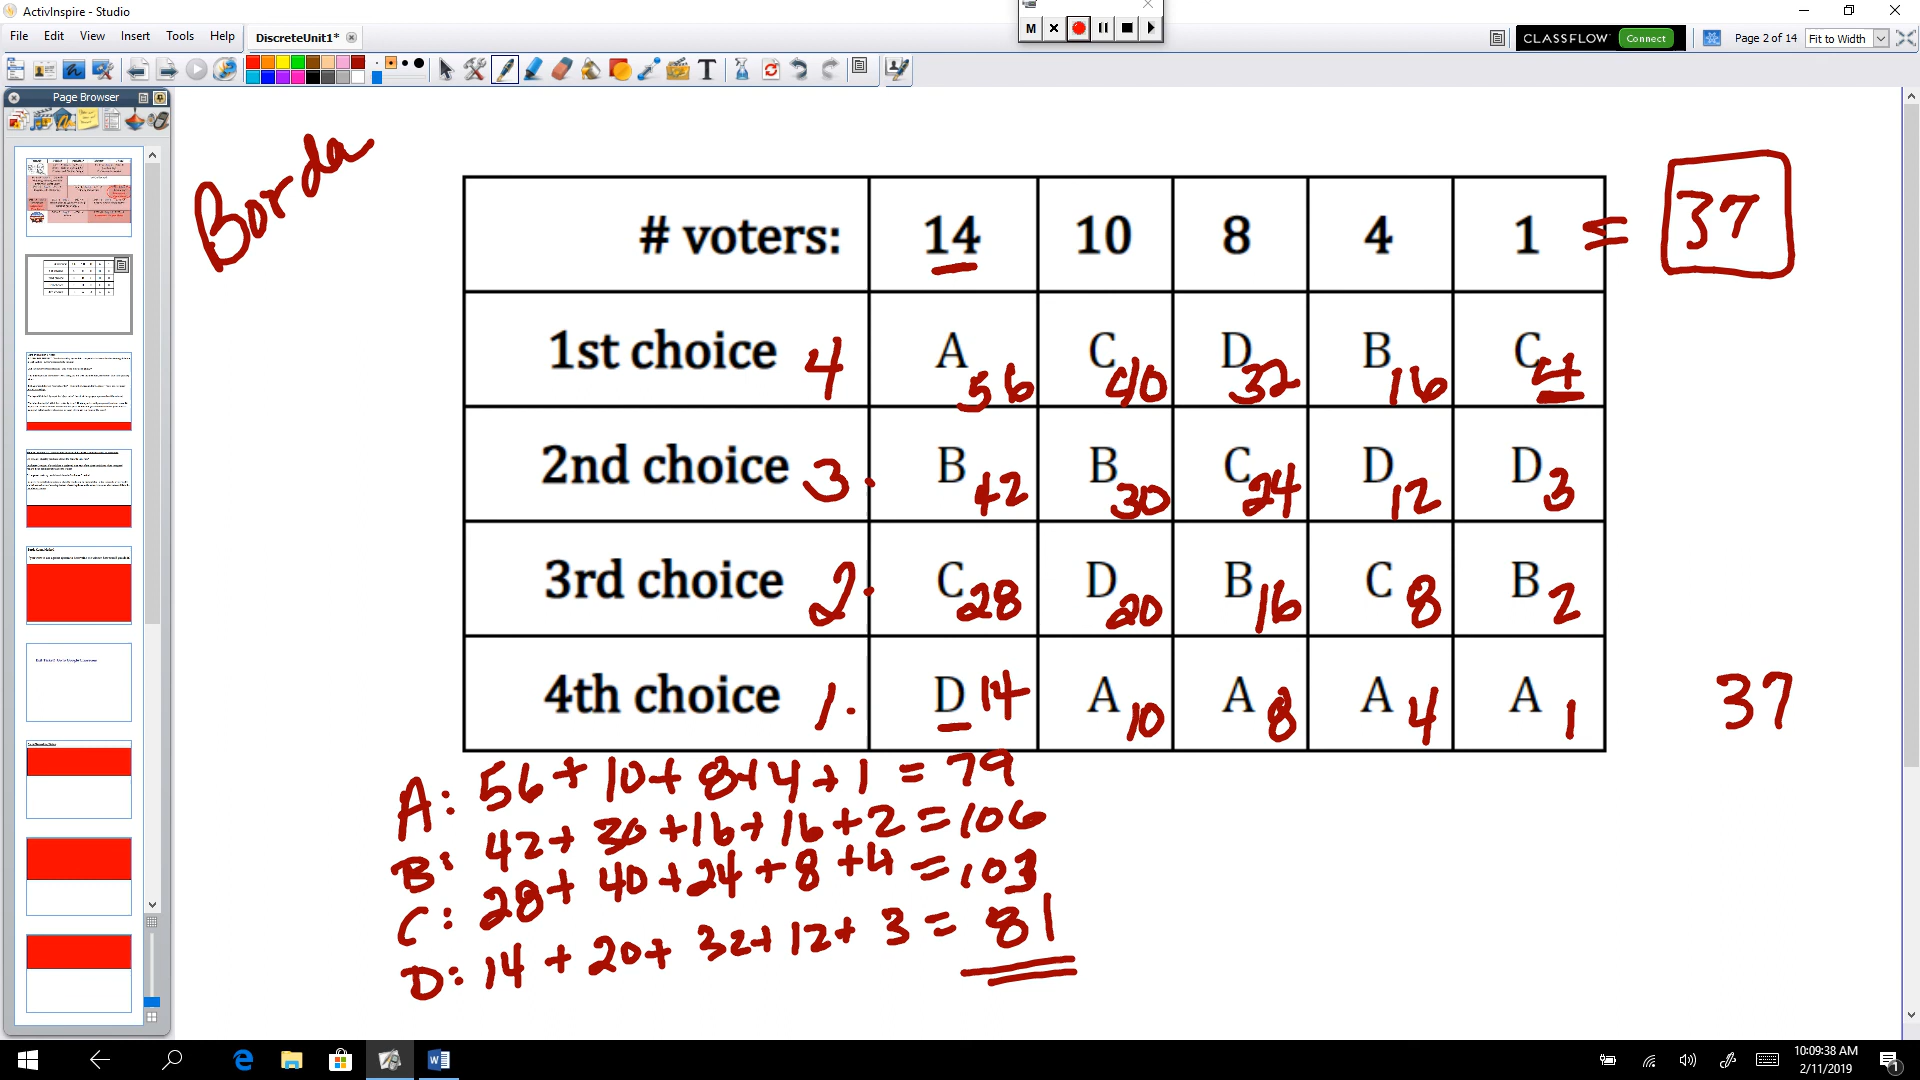 ActivInspire - Studio
File Edit View Insert Tools Help
DiscreteUnit1*
M
CLASSFLOW Connect
Page 2 of 14 Fit to Width
Page Browser
Borda
# voters: 14 10 8 4 1 = 37
1st choice 4 A 56 C 40 D 32 B 16 C 4
2nd choice 3. B 42 B 30 C 24 D 12 D 3
3rd choice 2. C 28 D 20 B 16 C 8 B 2
4th choice 1. D 14 A 10 A 8 A 4 A 1 37
A: 56 + 10 + 8 + 4 + 1 = 79
B: 42 + 30 + 16 + 16 + 2 = 106
C: 28 + 40 + 24 + 8 + 4 = 103
D: 14 + 20 + 32 + 12 + 3 = 81
10:09:38 AM
2/11/2019
1